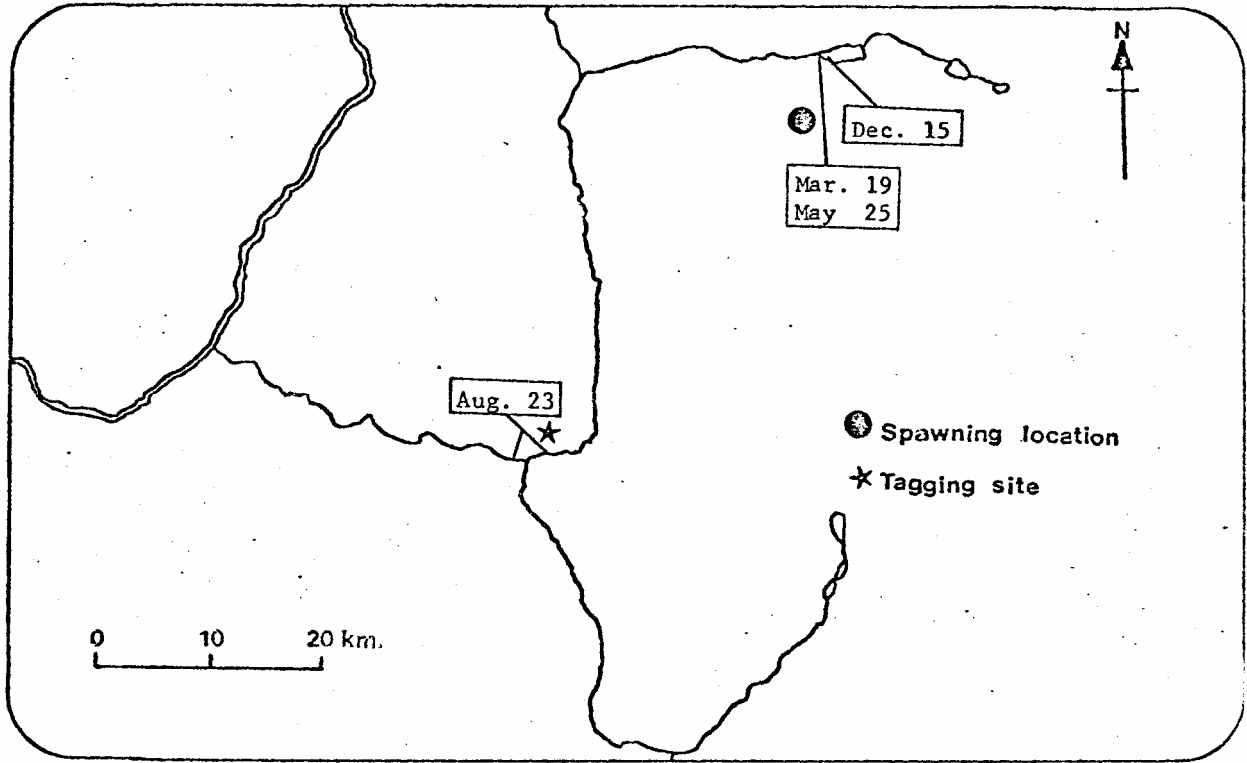 N
Dec. 15
Mar. 19
May 25
Aug. 23
Spawning location
Tagging site
0 10 20 km.